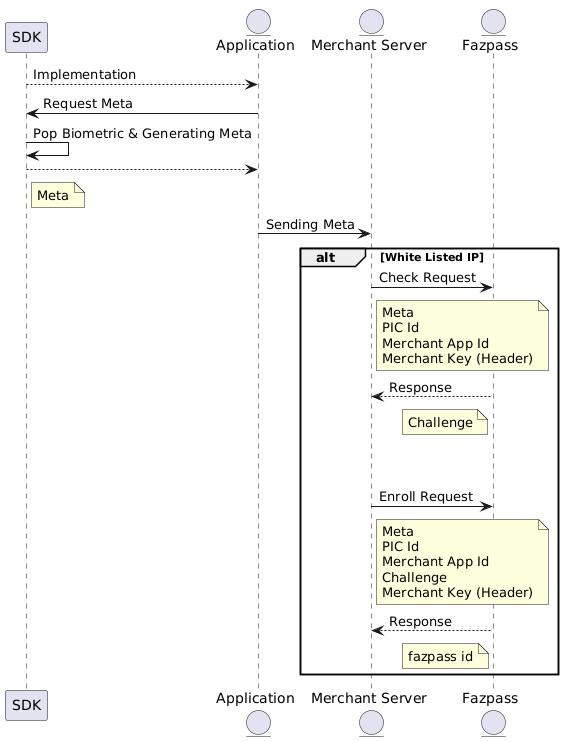 SDK
Application
Merchant Server
Fazpass
Implementation
Request Meta
Pop Biometric & Generating Meta
Meta
Sending Meta
alt
[White Listed IP]
Check Request
Meta
PIC Id
Merchant App Id
Merchant Key (Header)
Response
Challenge
Enroll Request
Meta
PIC Id
Merchant App Id
Challenge
Merchant Key (Header)
Response
fazpass id
SDK
Application
Merchant Server
Fazpass